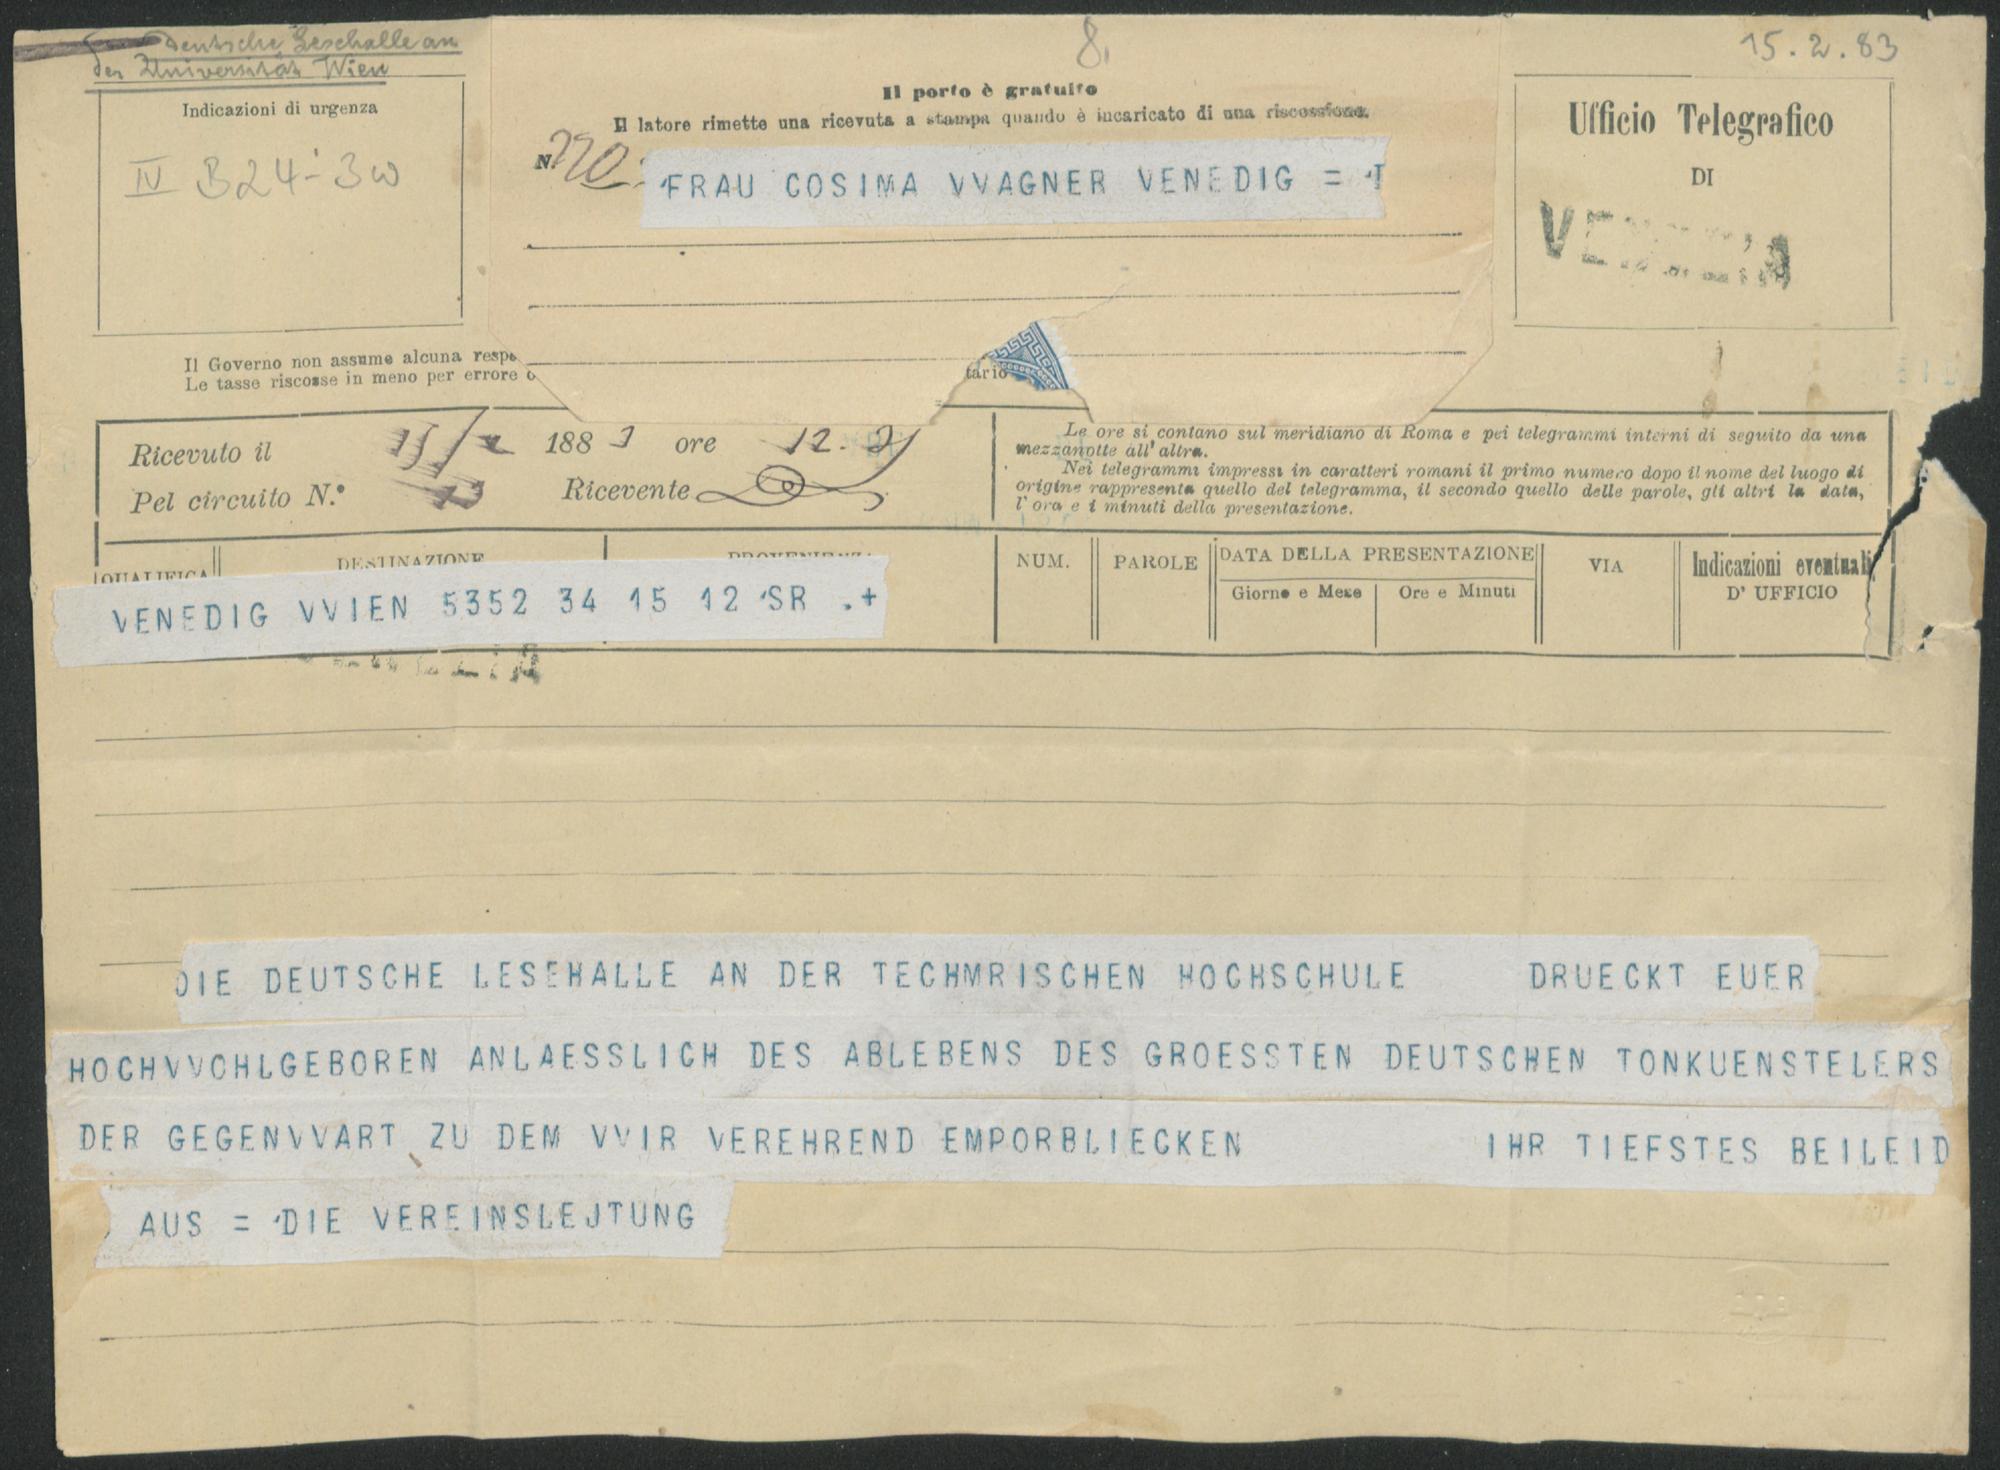 Deutsche Lesehalle an
der Universität Wien
8.
15.2.83
Indicazioni di urgenza
IV B24-3w
Il porto è gratuito
Il latore rimette una ricevuta a stampa quando è incaricato di una riscossione.
N.
FRAU COSIMA VVAGNER VENEDIG =
Ufficio Telegrafico
DI
VENEZIA
Il Governo non assume alcuna respo
Le tasse riscosse in meno per errore o
tario
Ricevuto il 15/2 1883 ore 12.
Pel circuito N.° Ricevente
Le ore si contano sul meridiano di Roma e pei telegrammi interni di seguito da una
mezzanotte all'altra.
Nei telegrammi impressi in caratteri romani il primo numero dopo il nome del luogo di
origine rappresenta quello del telegramma, il secondo quello delle parole, gli altri la data,
l'ora e i minuti della presentazione.
QUALIFICA DESTINAZIONE PROVENIENZA NUM. PAROLE DATA DELLA PRESENTAZIONE VIA Indicazioni eventuali
Giorno e Mese Ore e Minuti D' UFFICIO
VENEDIG VVIEN 5352 34 15 12 SR .+
DIE DEUTSCHE LESEHALLE AN DER TECHMRISCHEN HOCHSCHULE DRUECKT EUER
HOCHVVOHLGEBOREN ANLAESSLICH DES ABLEBENS DES GROESSTEN DEUTSCHEN TONKUENSTELERS
DER GEGENVVART ZU DEM VVIR VEREHREND EMPORBLIECKEN IHR TIEFSTES BEILEID
AUS = DIE VEREINSLEJTUNG